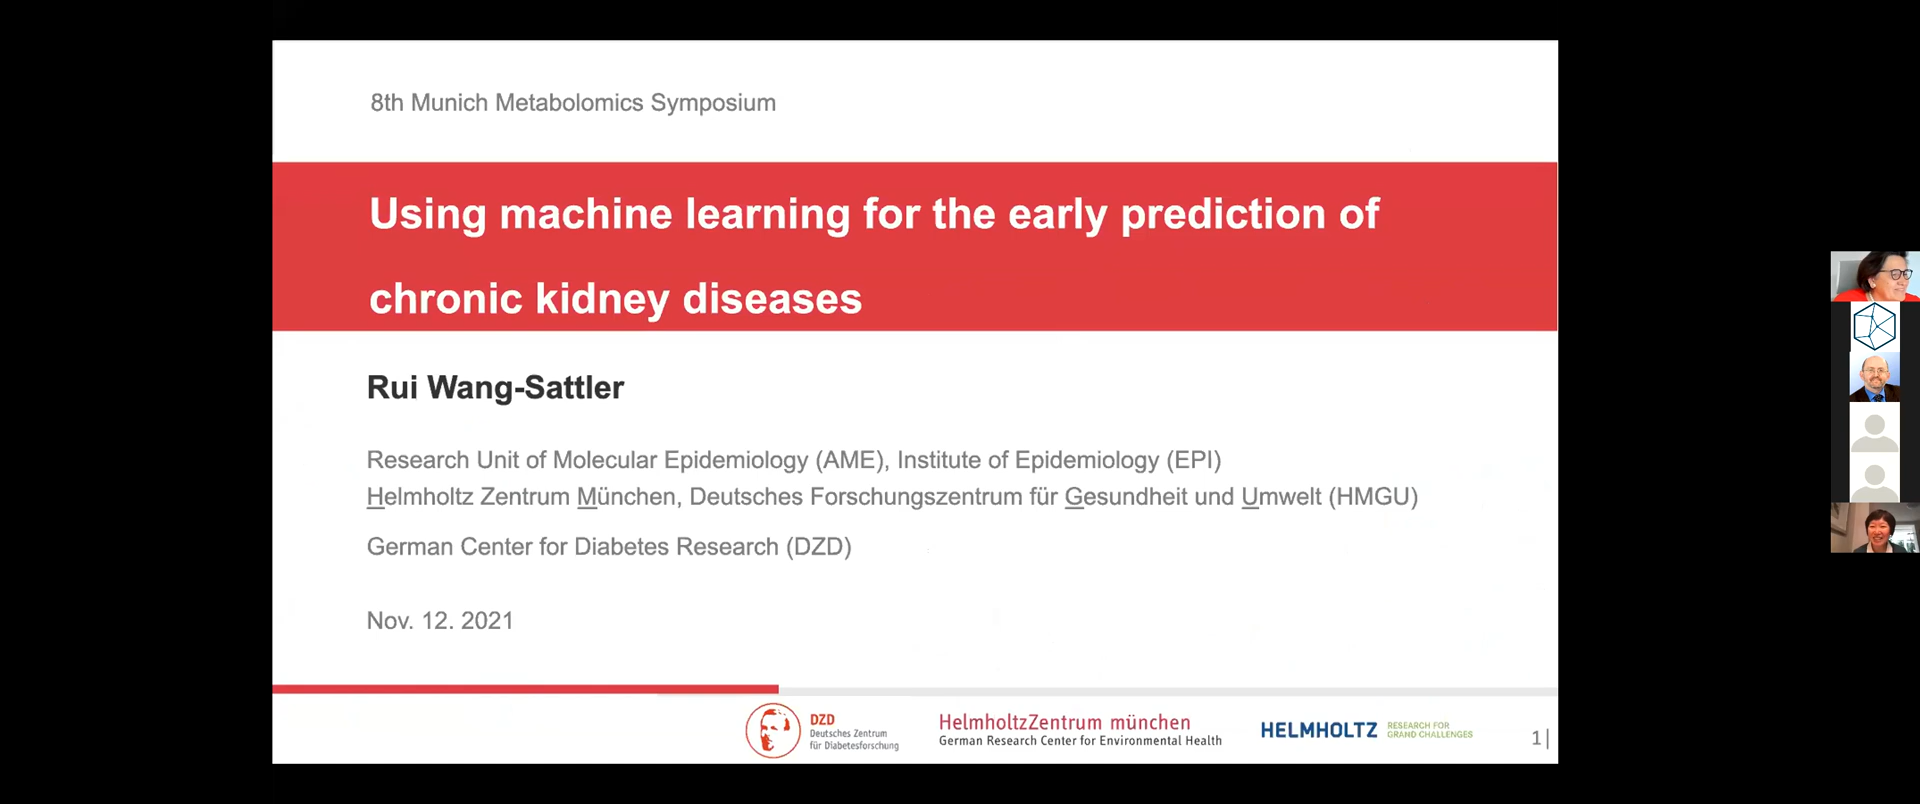 8th Munich Metabolomics Symposium
Using machine learning for the early prediction of
chronic kidney diseases
Rui Wang-Sattler
Research Unit of Molecular Epidemiology (AME), Institute of Epidemiology (EPI)
Helmholtz Zentrum München, Deutsches Forschungszentrum für Gesundheit und Umwelt (HMGU)
German Center for Diabetes Research (DZD)
Nov. 12. 2021
DZD
Deutsches Zentrum
für Diabetesforschung
HelmholtzZentrum münchen
German Research Center for Environmental Health
HELMHOLTZ
RESEARCH FOR
GRAND CHALLENGES
1|